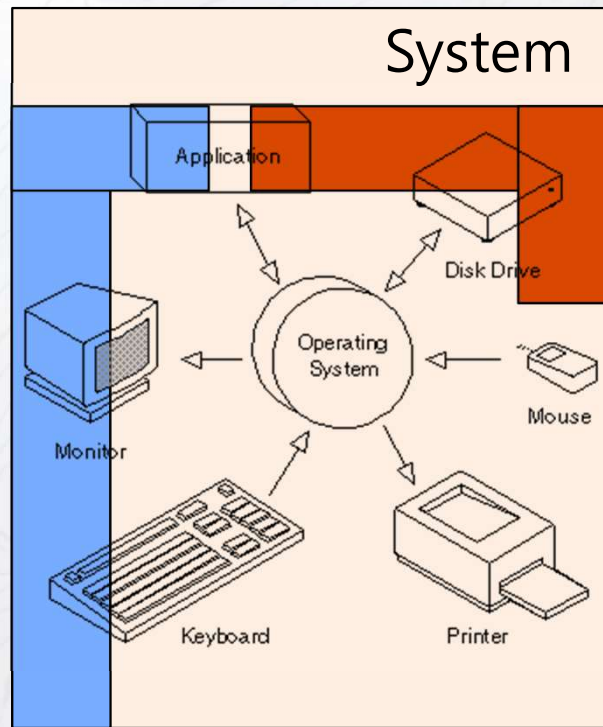 System
Application
Disk Drive
Operating
System
Mouse
Monitor
Keyboard
Printer